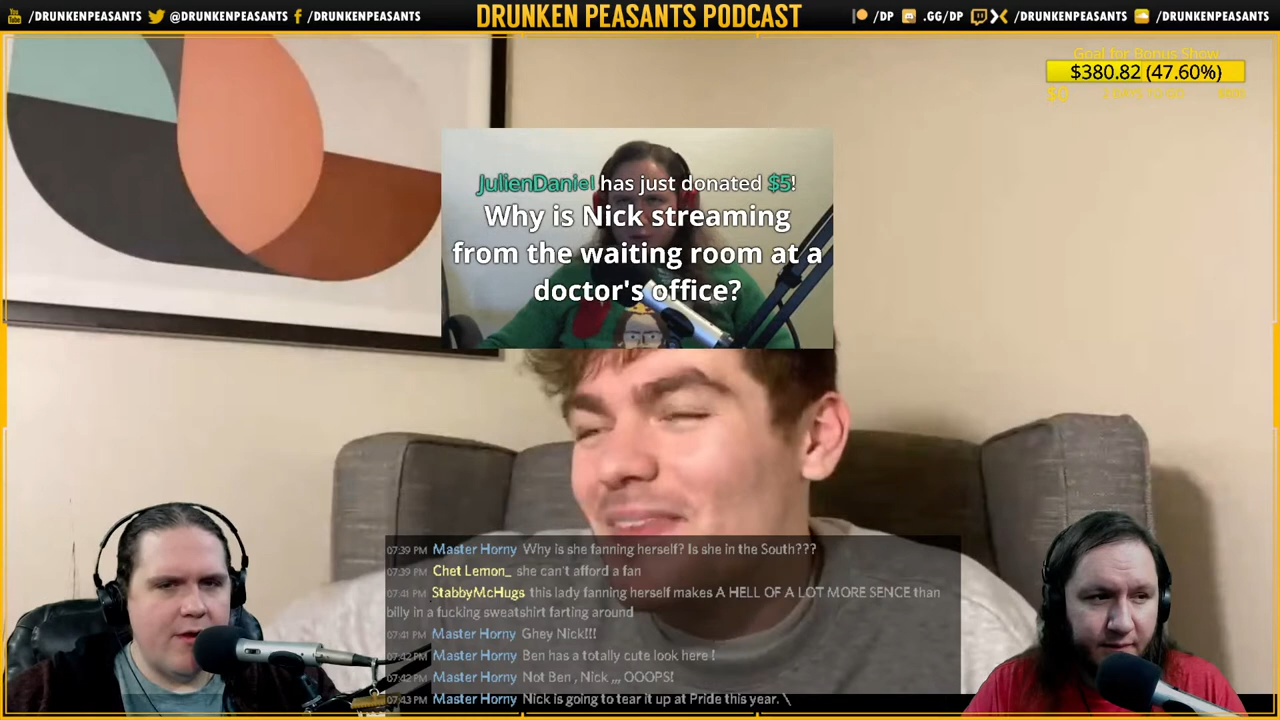 /DRUNKENPEASANTS @DRUNKENPEASANTS /DRUNKENPEASANTS DRUNKEN PEASANTS PODCAST /DP .GG/DP /DRUNKENPEASANTS /DRUNKENPEASANTS
Goal for Bonus Show
$380.82 (47.60%)
$0
JulienDaniel has just donated $5!
Why is Nick streaming
from the waiting room at a
doctor's office?
07:39 PM Master Horny Why is she fanning herself? Is she in the South???
07:39 PM Chet Lemon_ she can't afford a fan
07:41 PM StabbyMcHugs this lady fanning herself makes A HELL OF A LOT MORE SENCE than
billy in a fucking sweatshirt farting around
07:41 PM Master Horny Ghey Nick!!!
07:42 PM Master Horny Ben has a totally cute look here !
07:42 PM Master Horny Not Ben , Nick ,,, OOOPS!
07:43 PM Master Horny Nick is going to tear it up at Pride this year. \